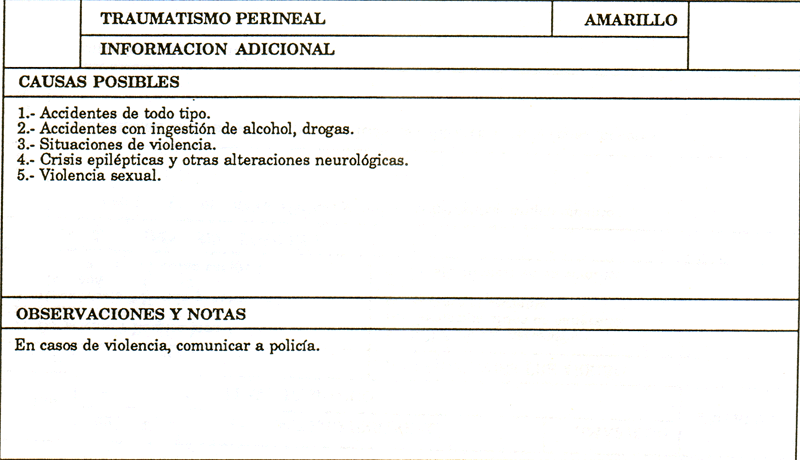 TRAUMATISMO PERINEAL
AMARILLO
INFORMACION ADICIONAL
CAUSAS POSIBLES
1.- Accidentes de todo tipo.
2.- Accidentes con ingestión de alcohol, drogas.
3.- Situaciones de violencia.
4.- Crisis epilépticas y otras alteraciones neurológicas.
5.- Violencia sexual.
OBSERVACIONES Y NOTAS
En casos de violencia, comunicar a policía.